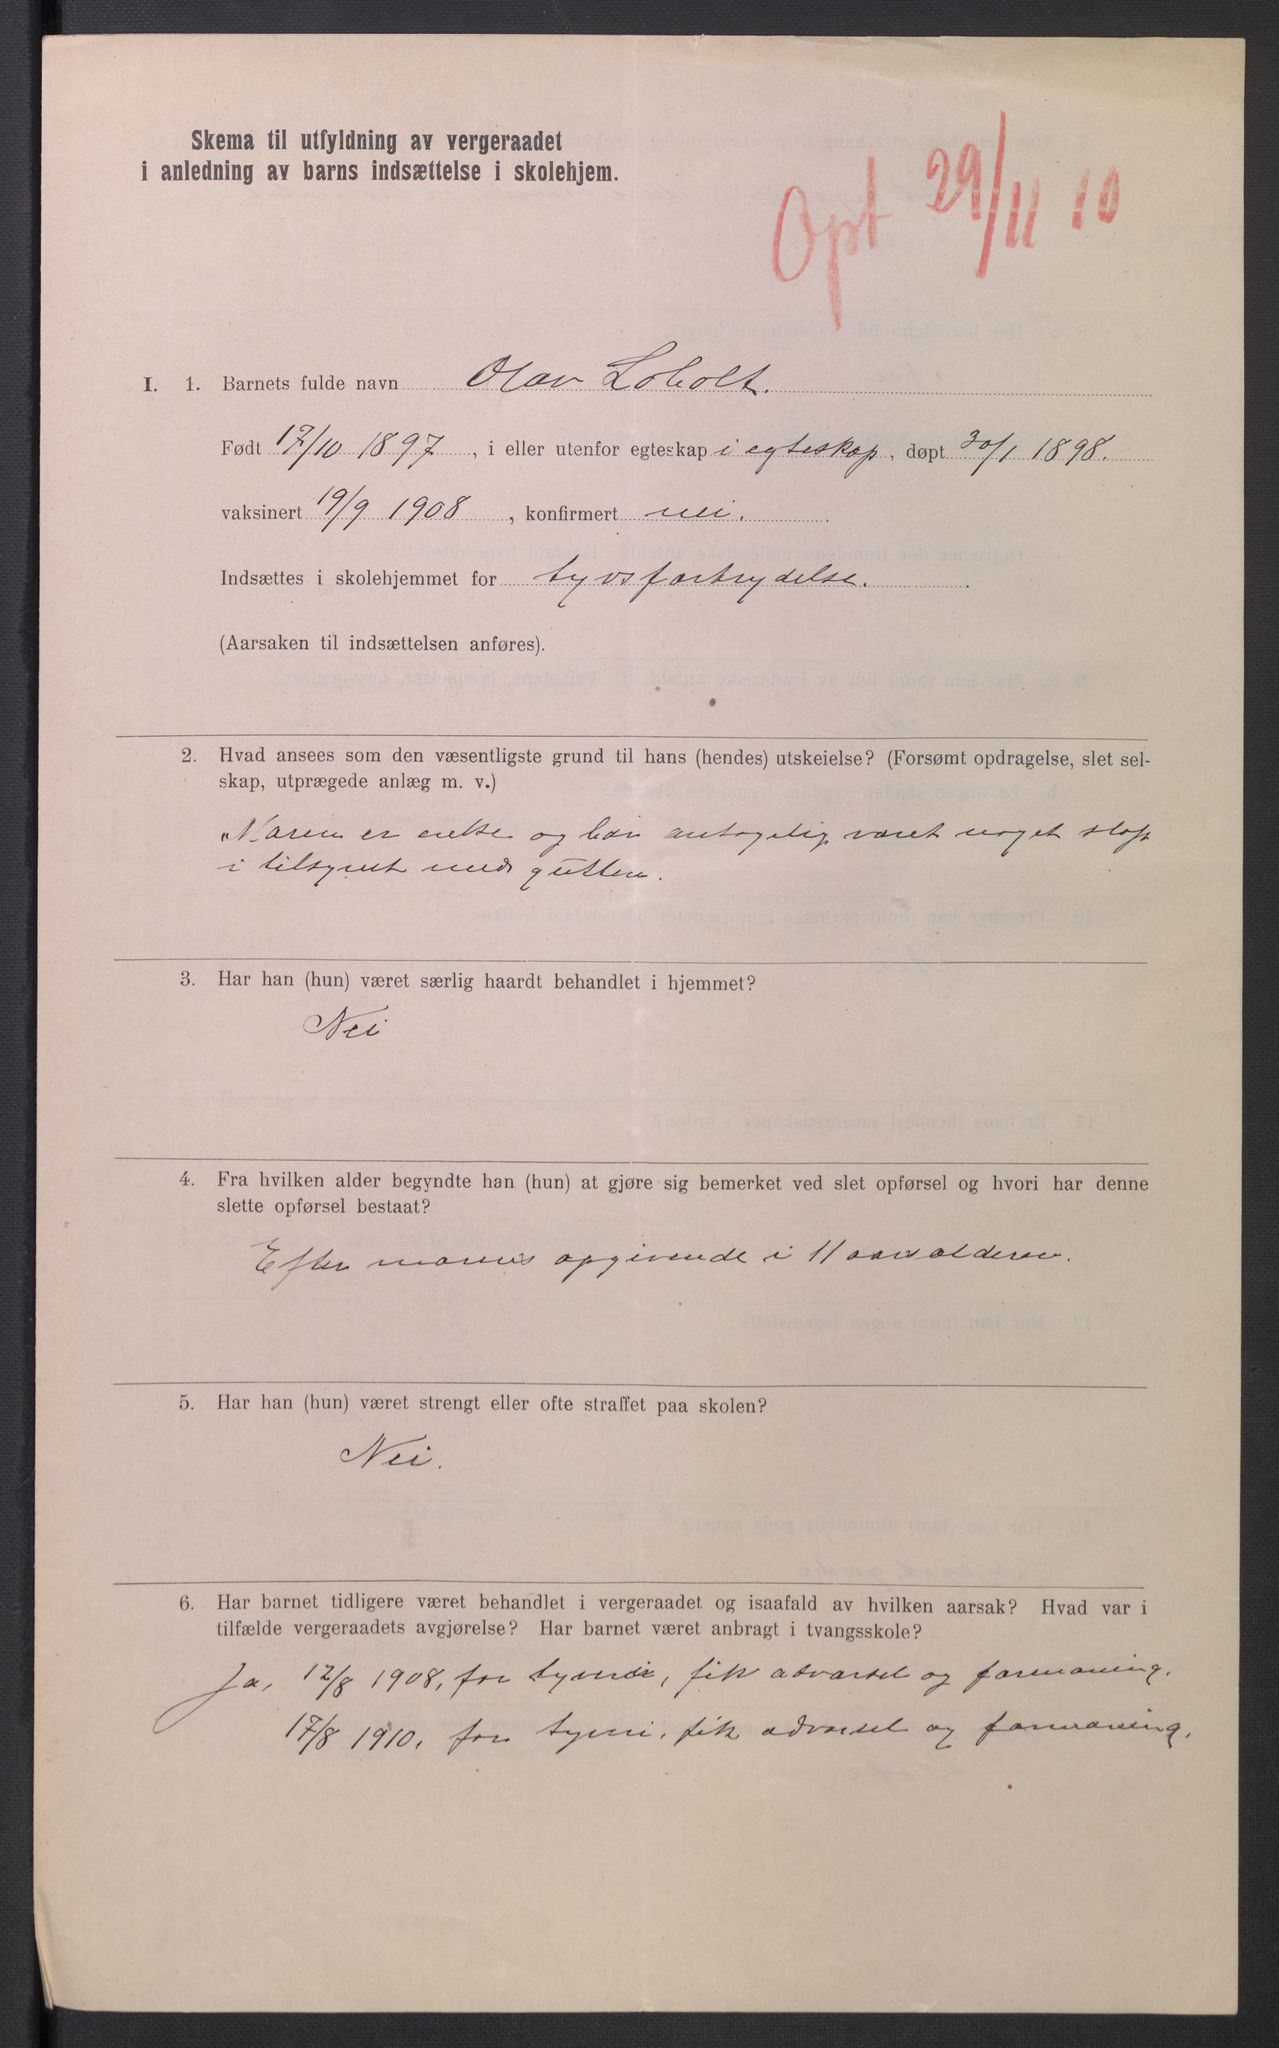 Skema til utfyldning av vergeraadet
i anledning av barns indsættelse i skolehjem.
Opt 29/11 10
I. 1. Barnets fulde navn Olav Loholt.
Født 17/10 1897, i eller utenfor egteskap i egteskap, døpt 30/1 1898.
vaksinert 19/9 1908, konfirmert nei.
Indsættes i skolehjemmet for tyvsfortrydelse.
(Aarsaken til indsættelsen anføres).
2. Hvad ansees som den væsentligste grund til hans (hendes) utskeielse? (Forsømt opdragelse, slet sel-
skap, utprægede anlæg m. v.)
Moren er enke og har antagelig været noget slap
i tilsynet med gutten.
3. Har han (hun) været særlig haardt behandlet i hjemmet?
Nei
4. Fra hvilken alder begyndte han (hun) at gjøre sig bemerket ved slet opførsel og hvori har denne
slette opførsel bestaat?
Efter morens opgivende i 11 aarsalderen.
5. Har han (hun) været strengt eller ofte straffet paa skolen?
Nei.
6. Har barnet tidligere været behandlet i vergeraadet og isaafald av hvilken aarsak? Hvad var i
tilfælde vergeraadets avgjørelse? Har barnet været anbragt i tvangsskole?
Ja, 12/8 1908, for tyveri, fik advarsel og formaning.
17/8 1910, for tyveri, fik advarsel og formaning.